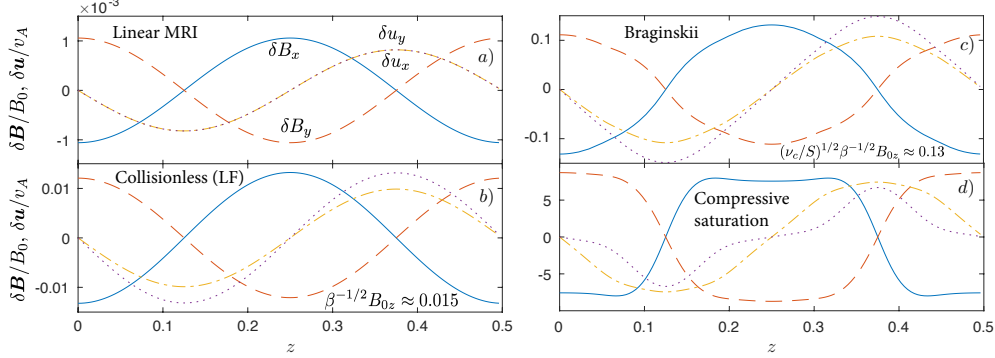 ×10⁻³
Linear MRI
δB_x
δu_y
δu_x
δB_y
a)
1
0
-1
δB/B_0, δu/v_A
Collisionless (LF)
b)
0.01
0
-0.01
β^{-1/2}B_{0z} ≈ 0.015
δB/B_0, δu/v_A
0 0.1 0.2 0.3 0.4 0.5
z
Braginskii
c)
0.1
0
-0.1
(ν_c/S)^{1/2}β^{-1/2}B_{0z} ≈ 0.13
Compressive
saturation
d)
5
0
-5
0 0.1 0.2 0.3 0.4 0.5
z